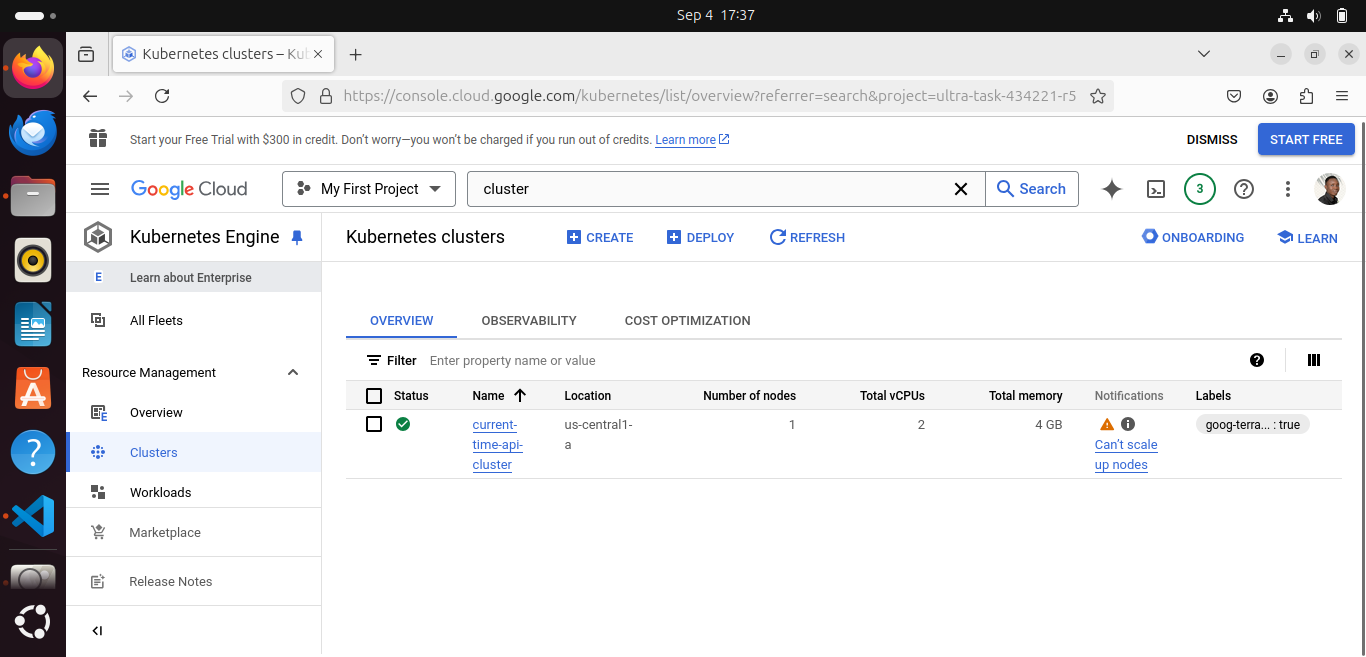 Sep 4 17:37
Kubernetes clusters – Kub
https://console.cloud.google.com/kubernetes/list/overview?referrer=search&project=ultra-task-434221-r5
Start your Free Trial with $300 in credit. Don’t worry—you won’t be charged if you run out of credits. Learn more
DISMISS
START FREE
Google Cloud
My First Project
cluster
Search
3
Kubernetes Engine
Kubernetes clusters
CREATE
DEPLOY
REFRESH
ONBOARDING
LEARN
E Learn about Enterprise
All Fleets
Resource Management
Overview
Clusters
Workloads
Marketplace
Release Notes
OVERVIEW
OBSERVABILITY
COST OPTIMIZATION
Filter Enter property name or value
Status Name Location Number of nodes Total vCPUs Total memory Notifications Labels
current-
time-api-
cluster
us-central1-
a
1
2
4 GB
Can’t scale
up nodes
goog-terra... : true